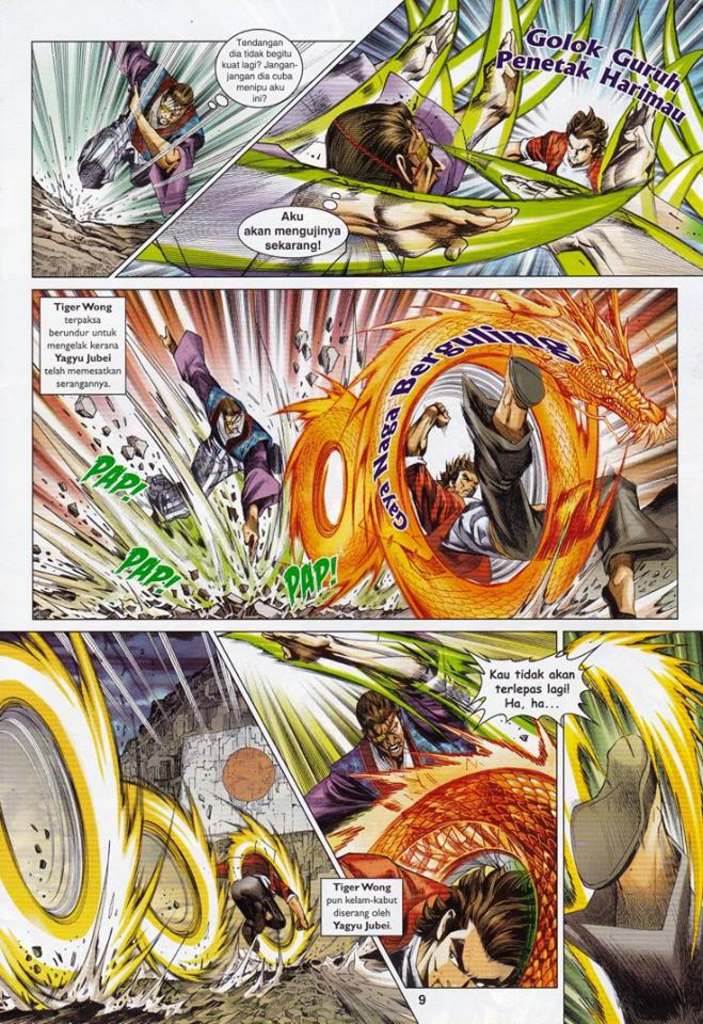 Tendangan
dia tidak begitu
kuat lagi? Jangan-
jangan dia cuba
menipu aku
ini?
Golok Guruh
Penetak Harimau
Aku
akan mengujinya
sekarang!
Tiger Wong
terpaksa
berundur untuk
mengelak kerana
Yagyu Jubei
telah memesatkan
serangannya.
Gaya Naga Berguling
PAP!
PAP!
PAP!
Kau tidak akan
terlepas lagi!
Ha, ha...
Tiger Wong
pun kelam-kabut
diserang oleh
Yagyu Jubei.
9